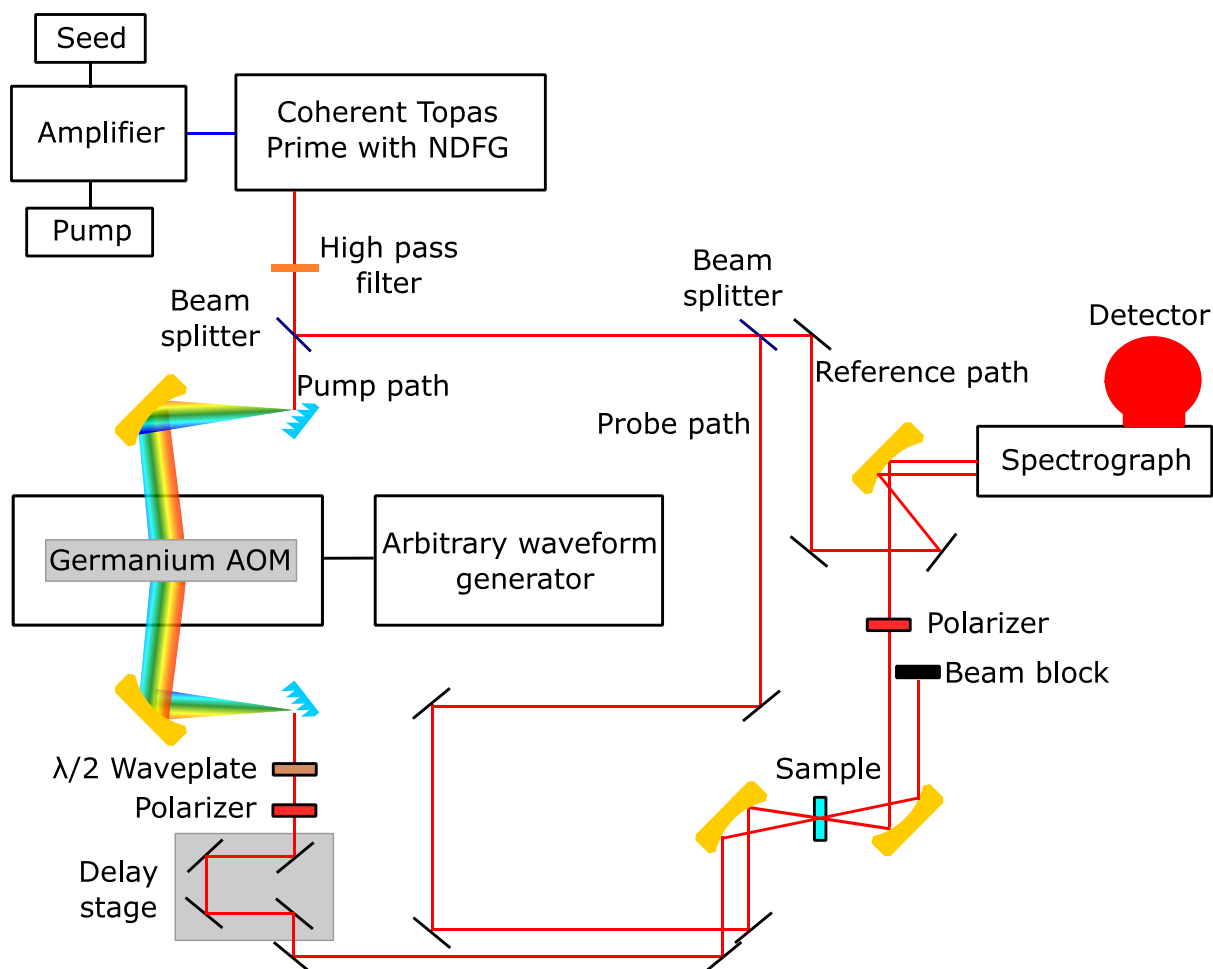 Seed
Amplifier
Pump
Coherent Topas
Prime with NDFG
High pass
filter
Beam
splitter
Beam
splitter
Detector
Pump path
Reference path
Probe path
Spectrograph
Germanium AOM
Arbitrary waveform
generator
Polarizer
Beam block
λ/2 Waveplate
Polarizer
Sample
Delay
stage